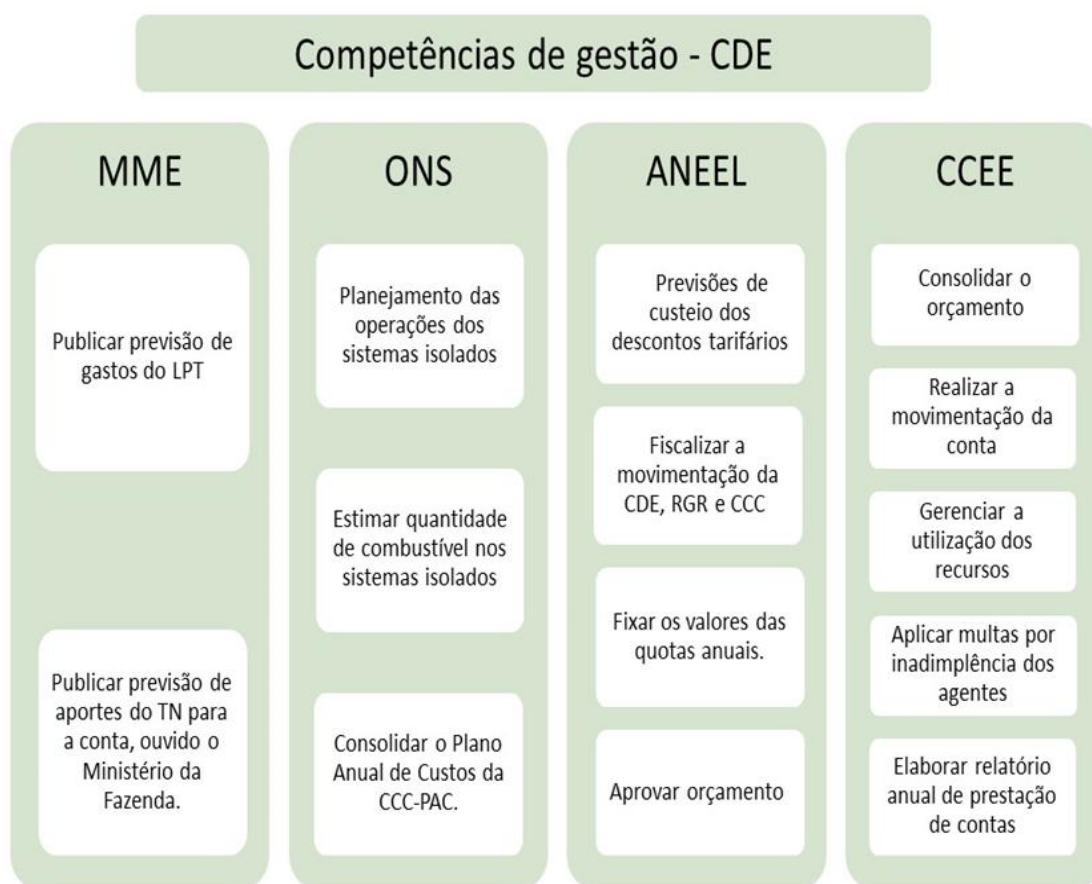 Competências de gestão - CDE
MME
Publicar previsão de
gastos do LPT
Publicar previsão de
aportes do TN para
a conta, ouvido o
Ministério da
Fazenda.
ONS
Planejamento das
operações dos
sistemas isolados
Estimar quantidade
de combustível nos
sistemas isolados
Consolidar o Plano
Anual de Custos da
CCC-PAC.
ANEEL
Previsões de
custeio dos
descontos tarifários
Fiscalizar a
movimentação da
CDE, RGR e CCC
Fixar os valores das
quotas anuais.
Aprovar orçamento
CCEE
Consolidar o
orçamento
Realizar a
movimentação da
conta
Gerenciar a
utilização dos
recursos
Aplicar multas por
inadimplência dos
agentes
Elaborar relatório
anual de prestação
de contas